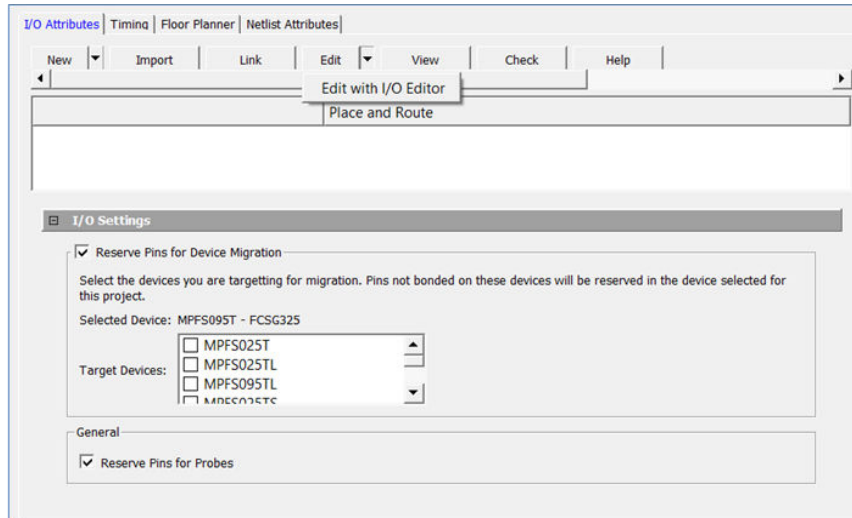 I/O Attributes Timing Floor Planner Netlist Attributes
New Import Link Edit View Check Help
Edit with I/O Editor
Place and Route
I/O Settings
Reserve Pins for Device Migration
Select the devices you are targetting for migration. Pins not bonded on these devices will be reserved in the device selected for
this project.
Selected Device: MPFS095T - FCSG325
MPFS025T
MPFS025TL
Target Devices:
MPFS095TL
MPFS025TS
General
Reserve Pins for Probes